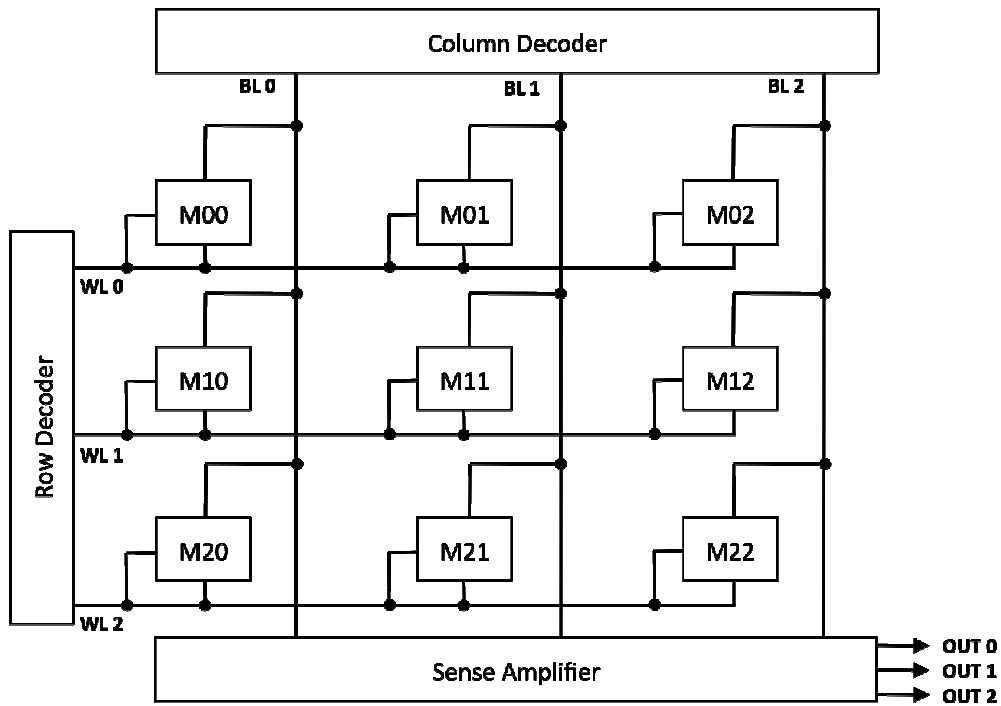 Column Decoder
BL 0
BL 1
BL 2
M00
M01
M02
WL 0
M10
M11
M12
Row Decoder
WL 1
M20
M21
M22
WL 2
Sense Amplifier
OUT 0
OUT 1
OUT 2